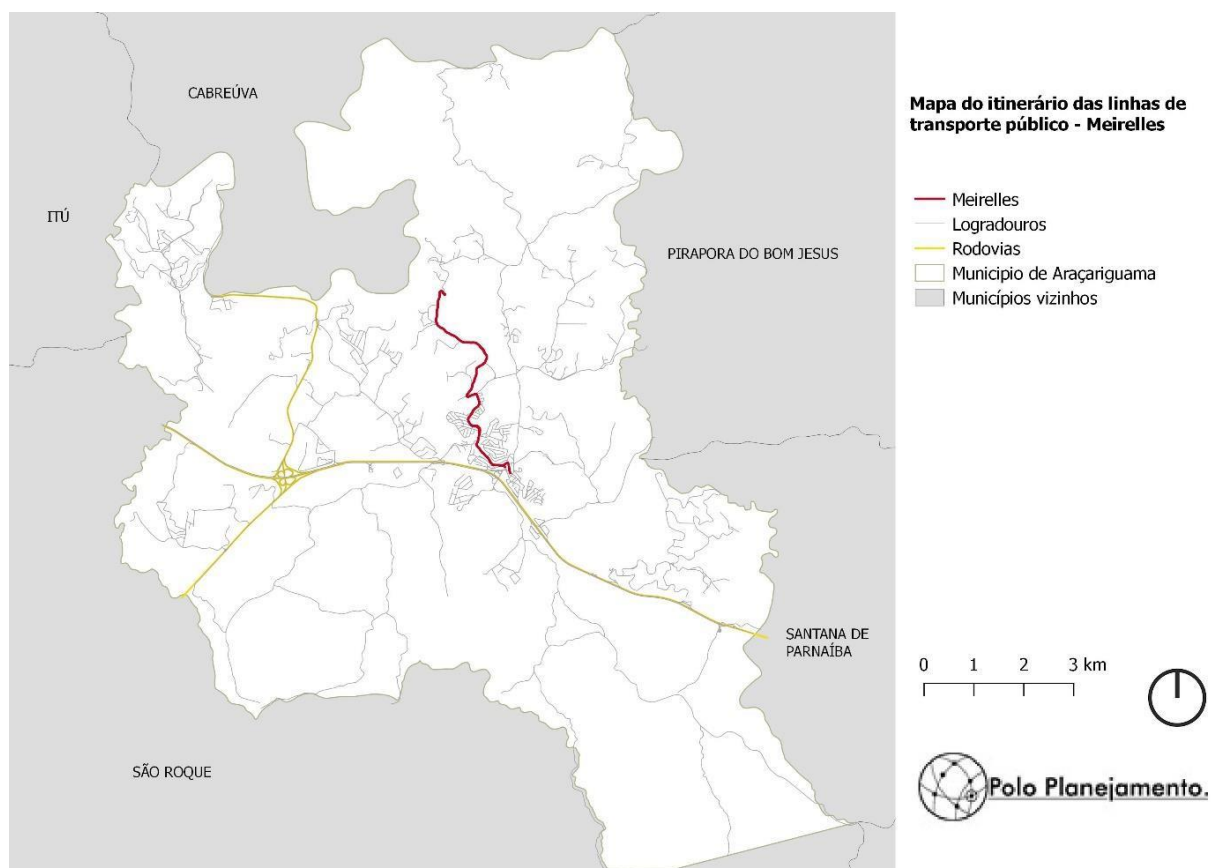 CABREÚVA
ITÚ
PIRAPORA DO BOM JESUS
SANTANA DE
PARNAÍBA
SÃO ROQUE
Mapa do itinerário das linhas de
transporte público - Meirelles
Meirelles
Logradouros
Rodovias
Municipio de Araçariguama
Municípios vizinhos
0 1 2 3 km
Polo Planejamento.